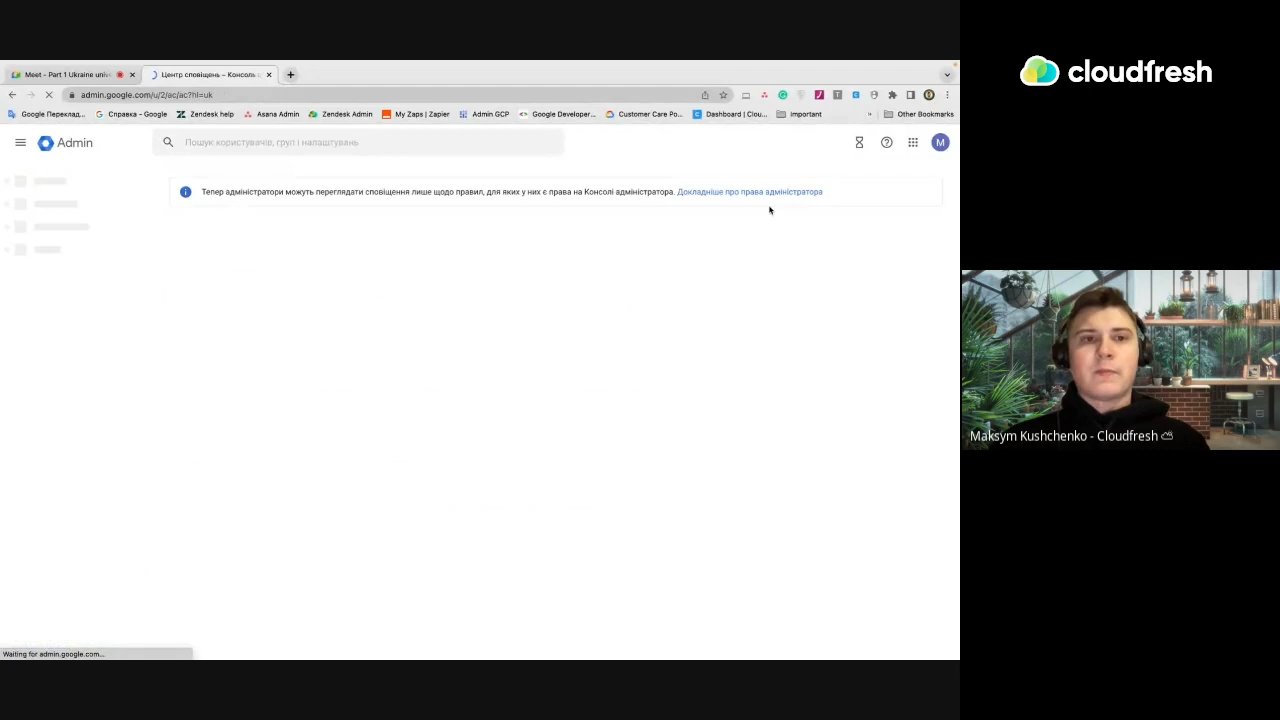 Meet - Part 1 Ukraine univ
Центр сповіщень – Консоль
admin.google.com/u/2/ac/ac?hl=uk
Google Переклад...
Справка - Google
Zendesk help
Asana Admin
Zendesk Admin
My Zaps | Zapier
Admin GCP
Google Developer...
Customer Care Po...
Dashboard | Clou...
Important
»
Other Bookmarks
Admin
Пошук користувачів, груп і налаштувань
M
Тепер адміністратори можуть переглядати сповіщення лише щодо правил, для яких у них є права на Консолі адміністратора. Докладніше про права адміністратора
Waiting for admin.google.com...
cloudfresh
Maksym Kushchenko - Cloudfresh